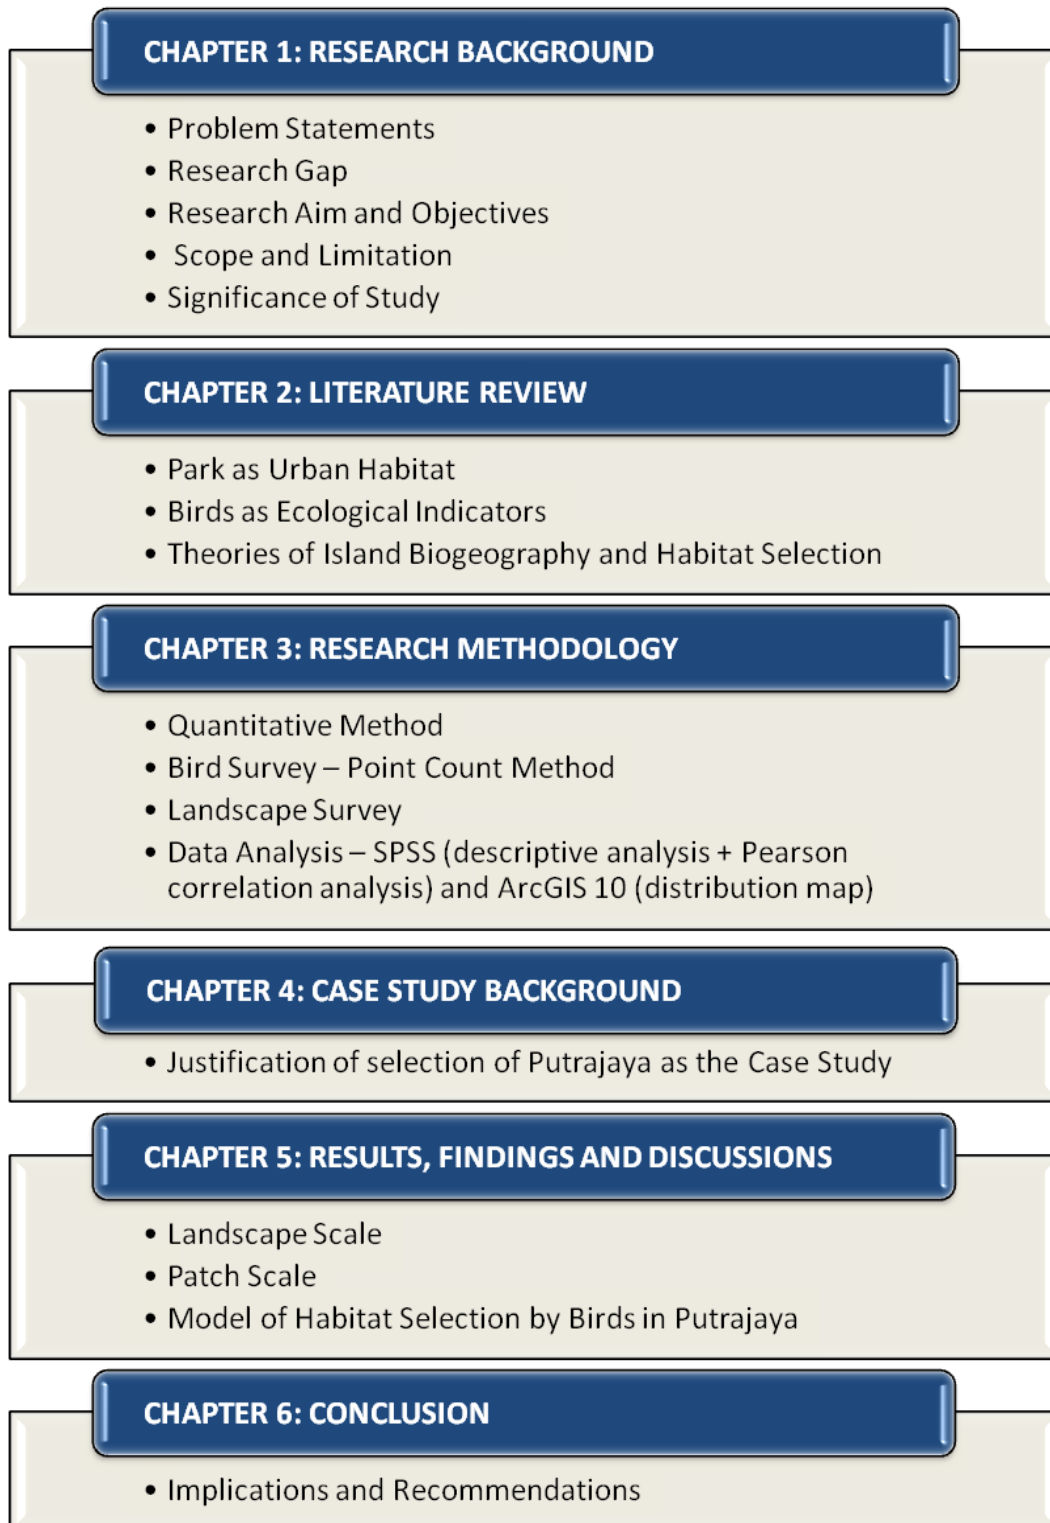 CHAPTER 1: RESEARCH BACKGROUND
• Problem Statements
• Research Gap
• Research Aim and Objectives
• Scope and Limitation
• Significance of Study
CHAPTER 2: LITERATURE REVIEW
• Park as Urban Habitat
• Birds as Ecological Indicators
• Theories of Island Biogeography and Habitat Selection
CHAPTER 3: RESEARCH METHODOLOGY
• Quantitative Method
• Bird Survey – Point Count Method
• Landscape Survey
• Data Analysis – SPSS (descriptive analysis + Pearson
correlation analysis) and ArcGIS 10 (distribution map)
CHAPTER 4: CASE STUDY BACKGROUND
• Justification of selection of Putrajaya as the Case Study
CHAPTER 5: RESULTS, FINDINGS AND DISCUSSIONS
• Landscape Scale
• Patch Scale
• Model of Habitat Selection by Birds in Putrajaya
CHAPTER 6: CONCLUSION
• Implications and Recommendations